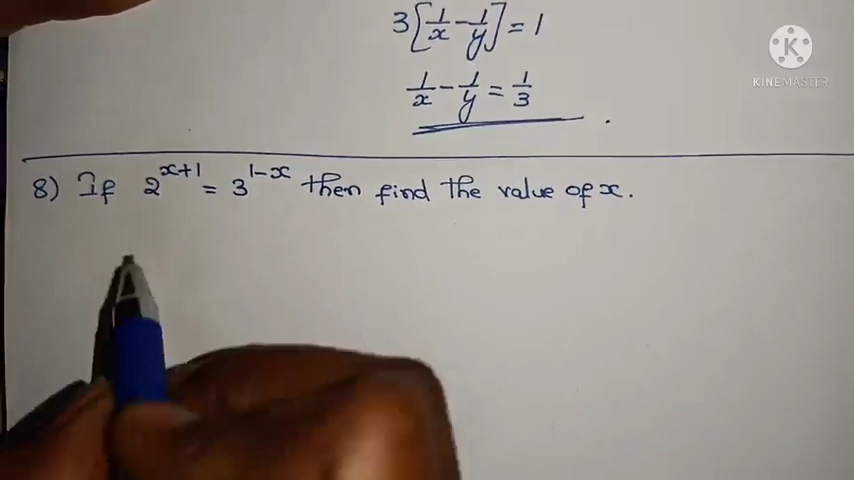 3[1/x - 1/y] = 1
K
KINEMASTER
1/x - 1/y = 1/3 .
8) If 2^{x+1} = 3^{1-x} then find the value of x.